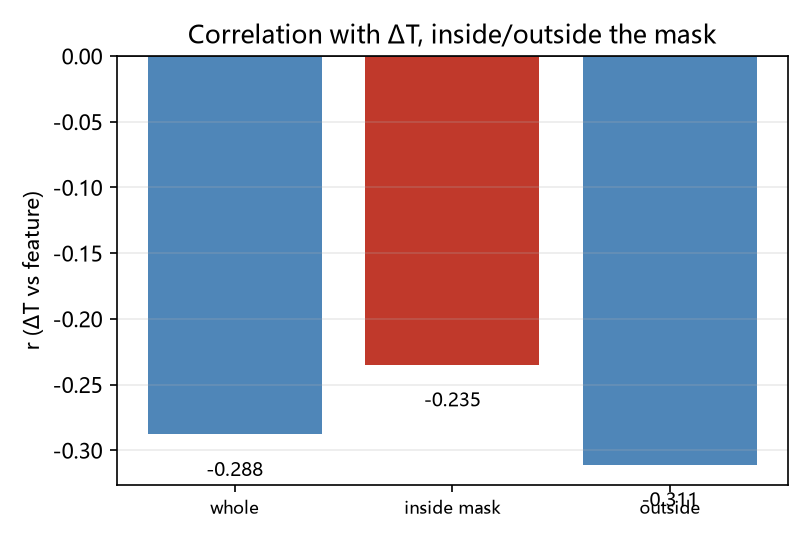 Correlation with ΔT, inside/outside the mask
r (ΔT vs feature)
0.00
-0.05
-0.10
-0.15
-0.20
-0.25
-0.30
-0.235
-0.288
-0.311
whole
inside mask
outside